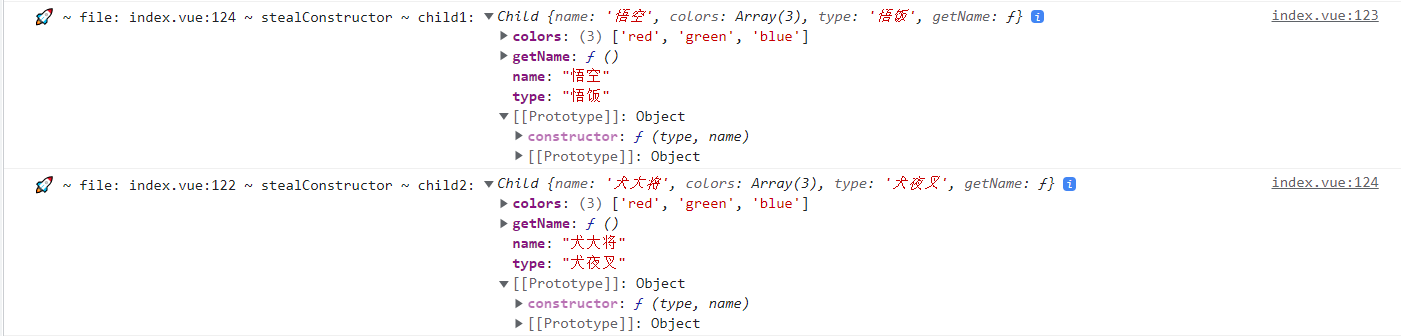 🚀 ~ file: index.vue:124 ~ stealConstructor ~ child1: ▼Child {name: '悟空', colors: Array(3), type: '悟饭', getName: ƒ} i index.vue:123
▶colors: (3) ['red', 'green', 'blue']
▶getName: ƒ ()
name: "悟空"
type: "悟饭"
▼[[Prototype]]: Object
▶constructor: ƒ (type, name)
▶[[Prototype]]: Object
🚀 ~ file: index.vue:122 ~ stealConstructor ~ child2: ▼Child {name: '犬大将', colors: Array(3), type: '犬夜叉', getName: ƒ} i index.vue:124
▶colors: (3) ['red', 'green', 'blue']
▶getName: ƒ ()
name: "犬大将"
type: "犬夜叉"
▼[[Prototype]]: Object
▶constructor: ƒ (type, name)
▶[[Prototype]]: Object